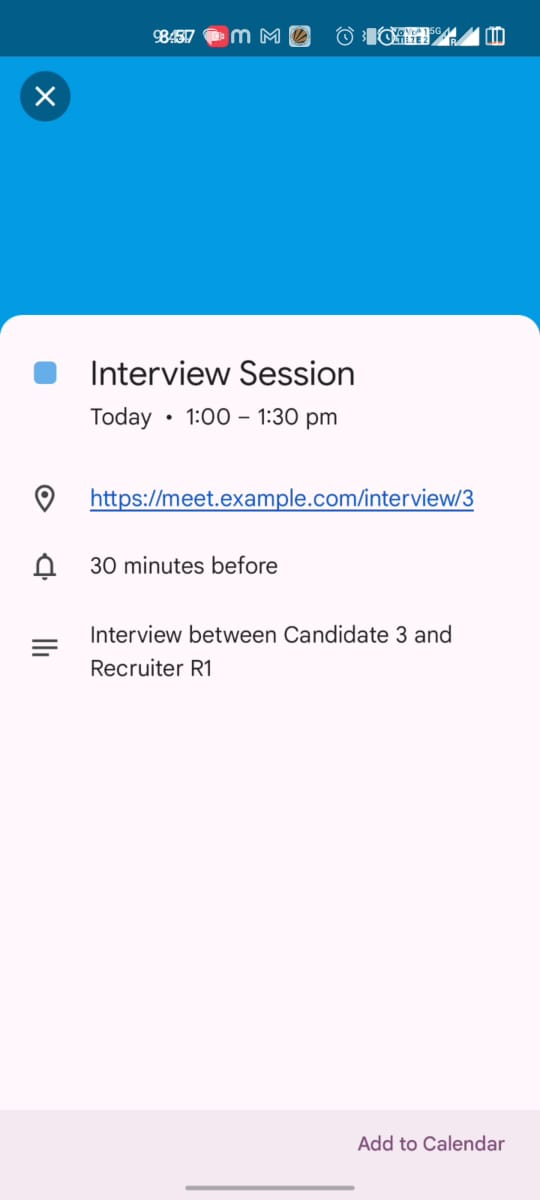 Interview Session
Today • 1:00 – 1:30 pm
https://meet.example.com/interview/3
30 minutes before
Interview between Candidate 3 and
Recruiter R1
Add to Calendar